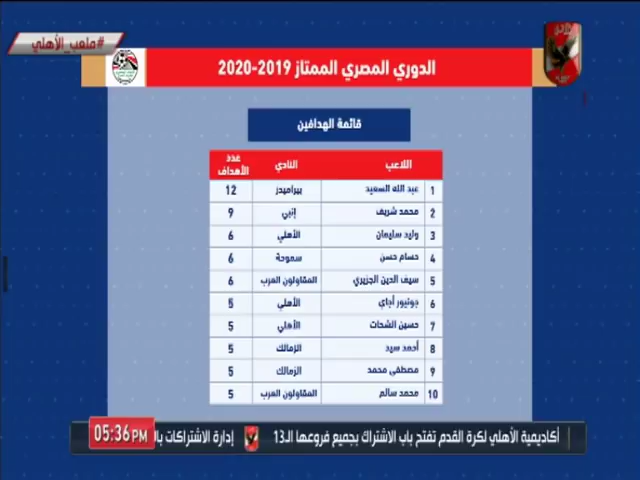 #ملعب_الأهلي
الدوري المصري الممتاز 2019-2020
قائمة الهدافين
اللاعب النادي عدد الأهداف
1 عبد الله السعيد بيراميدز 12
2 محمد شريف إنبي 9
3 وليد سليمان الأهلي 6
4 حسام حسن سموحة 6
5 سيف الدين الجزيري المقاولون العرب 6
6 جونيور أجاي الأهلي 5
7 حسين الشحات الأهلي 5
8 أحمد سيد الزمالك 5
9 مصطفى محمد الزمالك 5
10 محمد سالم المقاولون العرب 5
أكاديمية الأهلي لكرة القدم تفتح باب الاشتراك بجميع فروعها الـ13 إدارة الاشتراكات بالـ
05:36 PM